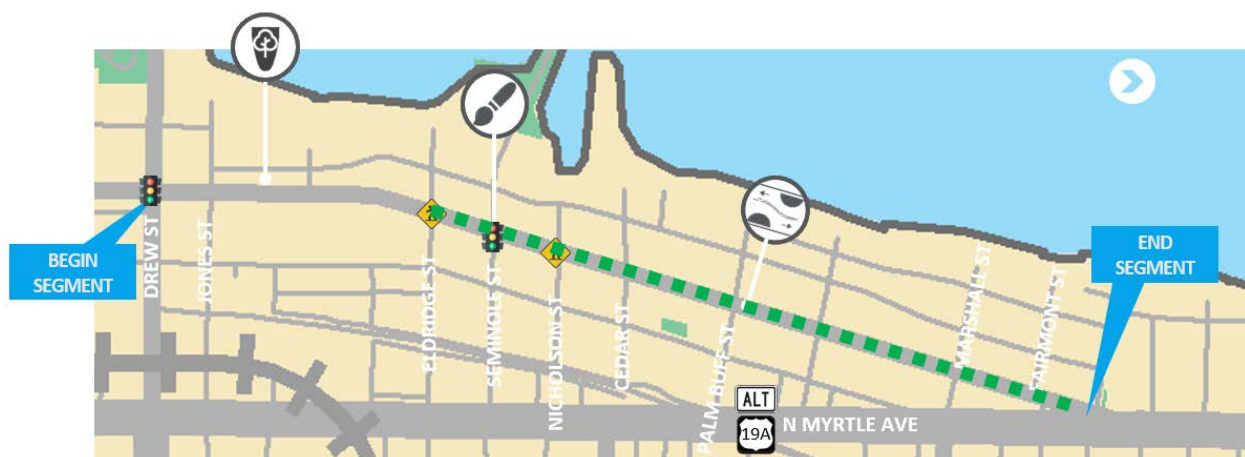 BEGIN
SEGMENT
DREW ST
JONES ST
ELDRIDGE ST
SEMINOLE ST
NICHOLSON ST
CEDAR ST
PALM BUFF ST
MARSHALL ST
FAIRMONT ST
END
SEGMENT
ALT
19A
N MYRTLE AVE